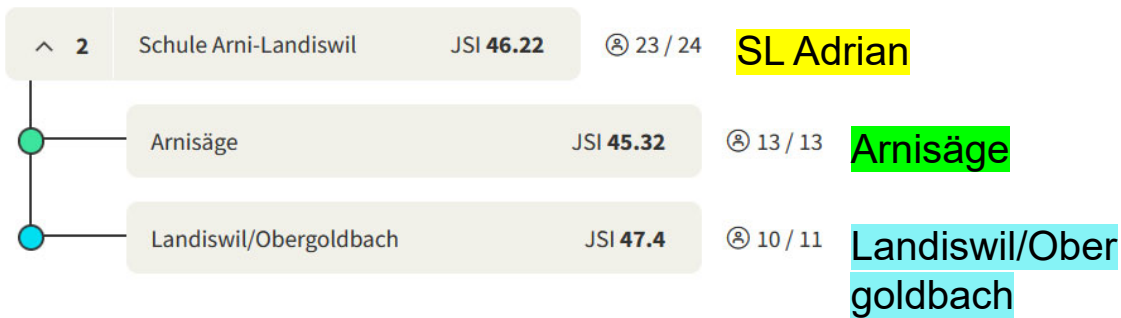 2 Schule Arni-Landiswil JSI 46.22 23 / 24 SL Adrian
Arnisäge JSI 45.32 13 / 13 Arnisäge
Landiswil/Obergoldbach JSI 47.4 10 / 11 Landiswil/Ober
goldbach